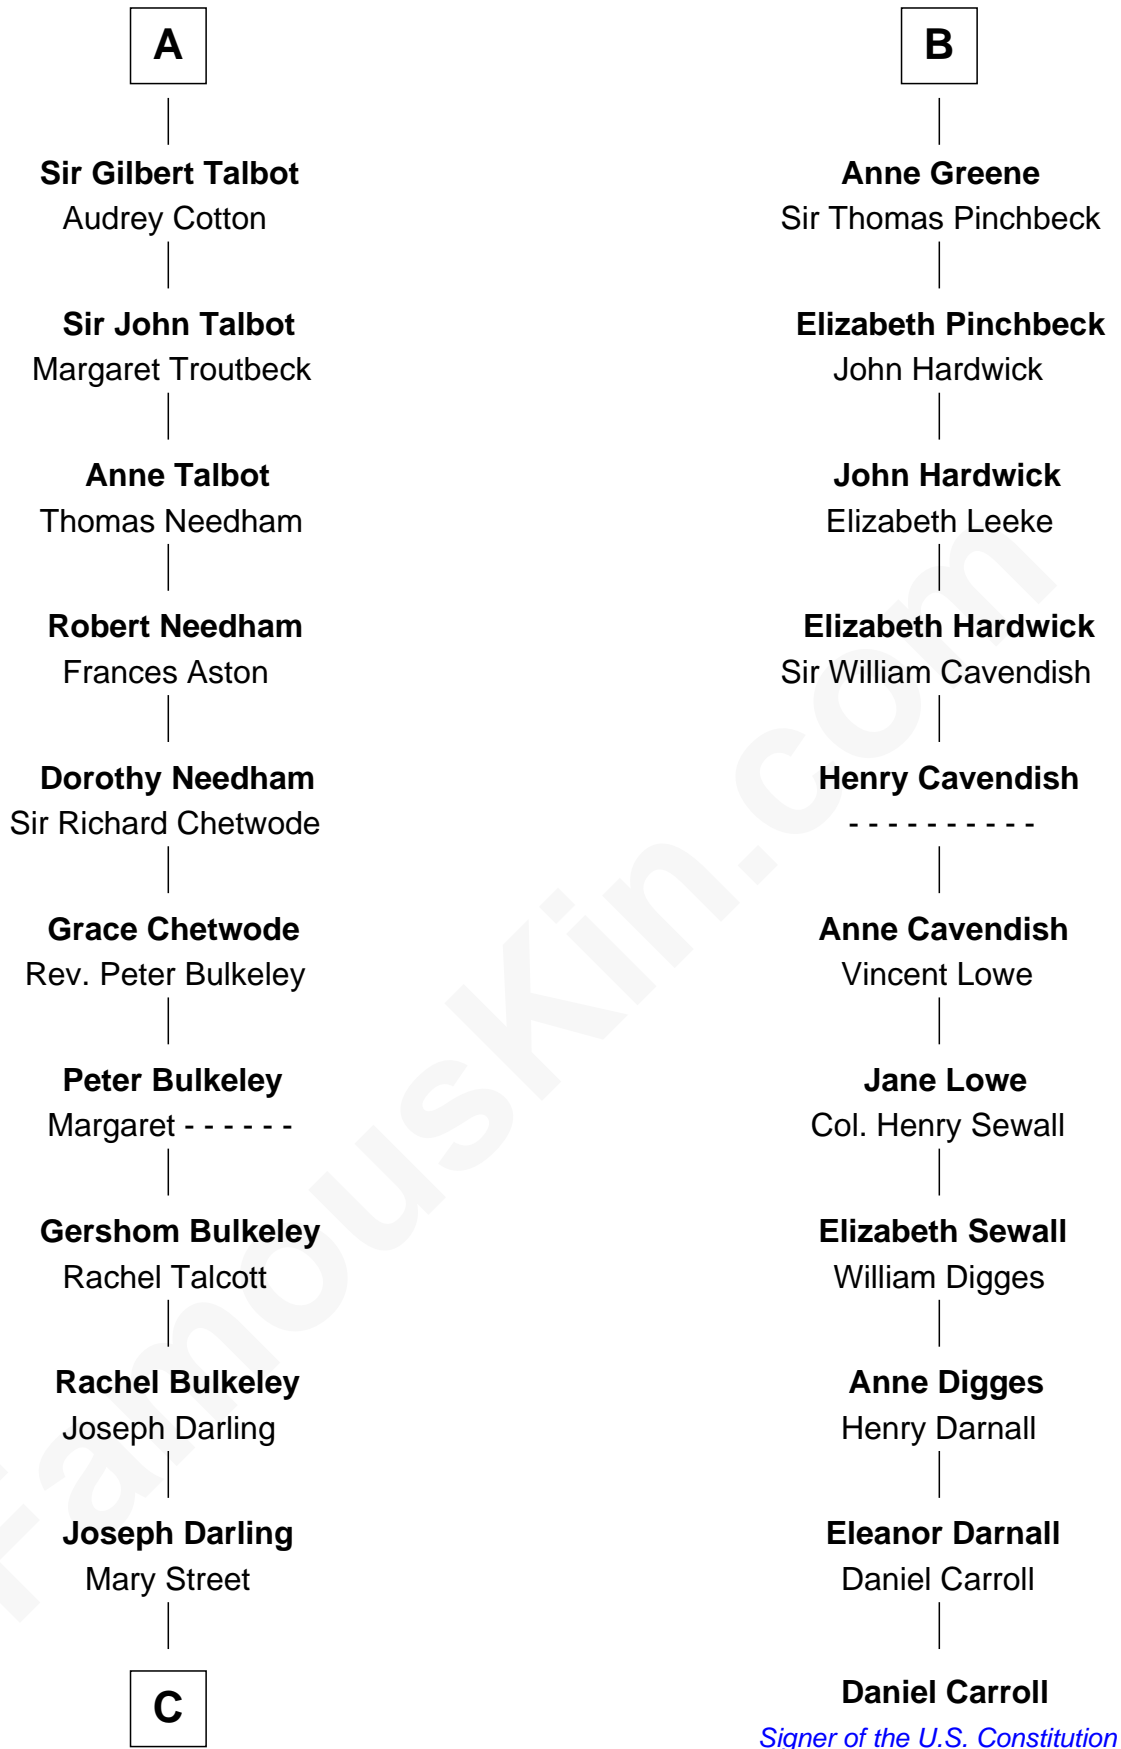 A
Sir Gilbert Talbot
Audrey Cotton
Sir John Talbot
Margaret Troutbeck
Anne Talbot
Thomas Needham
Robert Needham
Frances Aston
Dorothy Needham
Sir Richard Chetwode
Grace Chetwode
Rev. Peter Bulkeley
Peter Bulkeley
Margaret - - - - - -
Gershom Bulkeley
Rachel Talcott
Rachel Bulkeley
Joseph Darling
Joseph Darling
Mary Street
C
B
Anne Greene
Sir Thomas Pinchbeck
Elizabeth Pinchbeck
John Hardwick
John Hardwick
Elizabeth Leeke
Elizabeth Hardwick
Sir William Cavendish
Henry Cavendish
- - - - - - - - - -
Anne Cavendish
Vincent Lowe
Jane Lowe
Col. Henry Sewall
Elizabeth Sewall
William Digges
Anne Digges
Henry Darnall
Eleanor Darnall
Daniel Carroll
Daniel Carroll
Signer of the U.S. Constitution
FamousKin.com